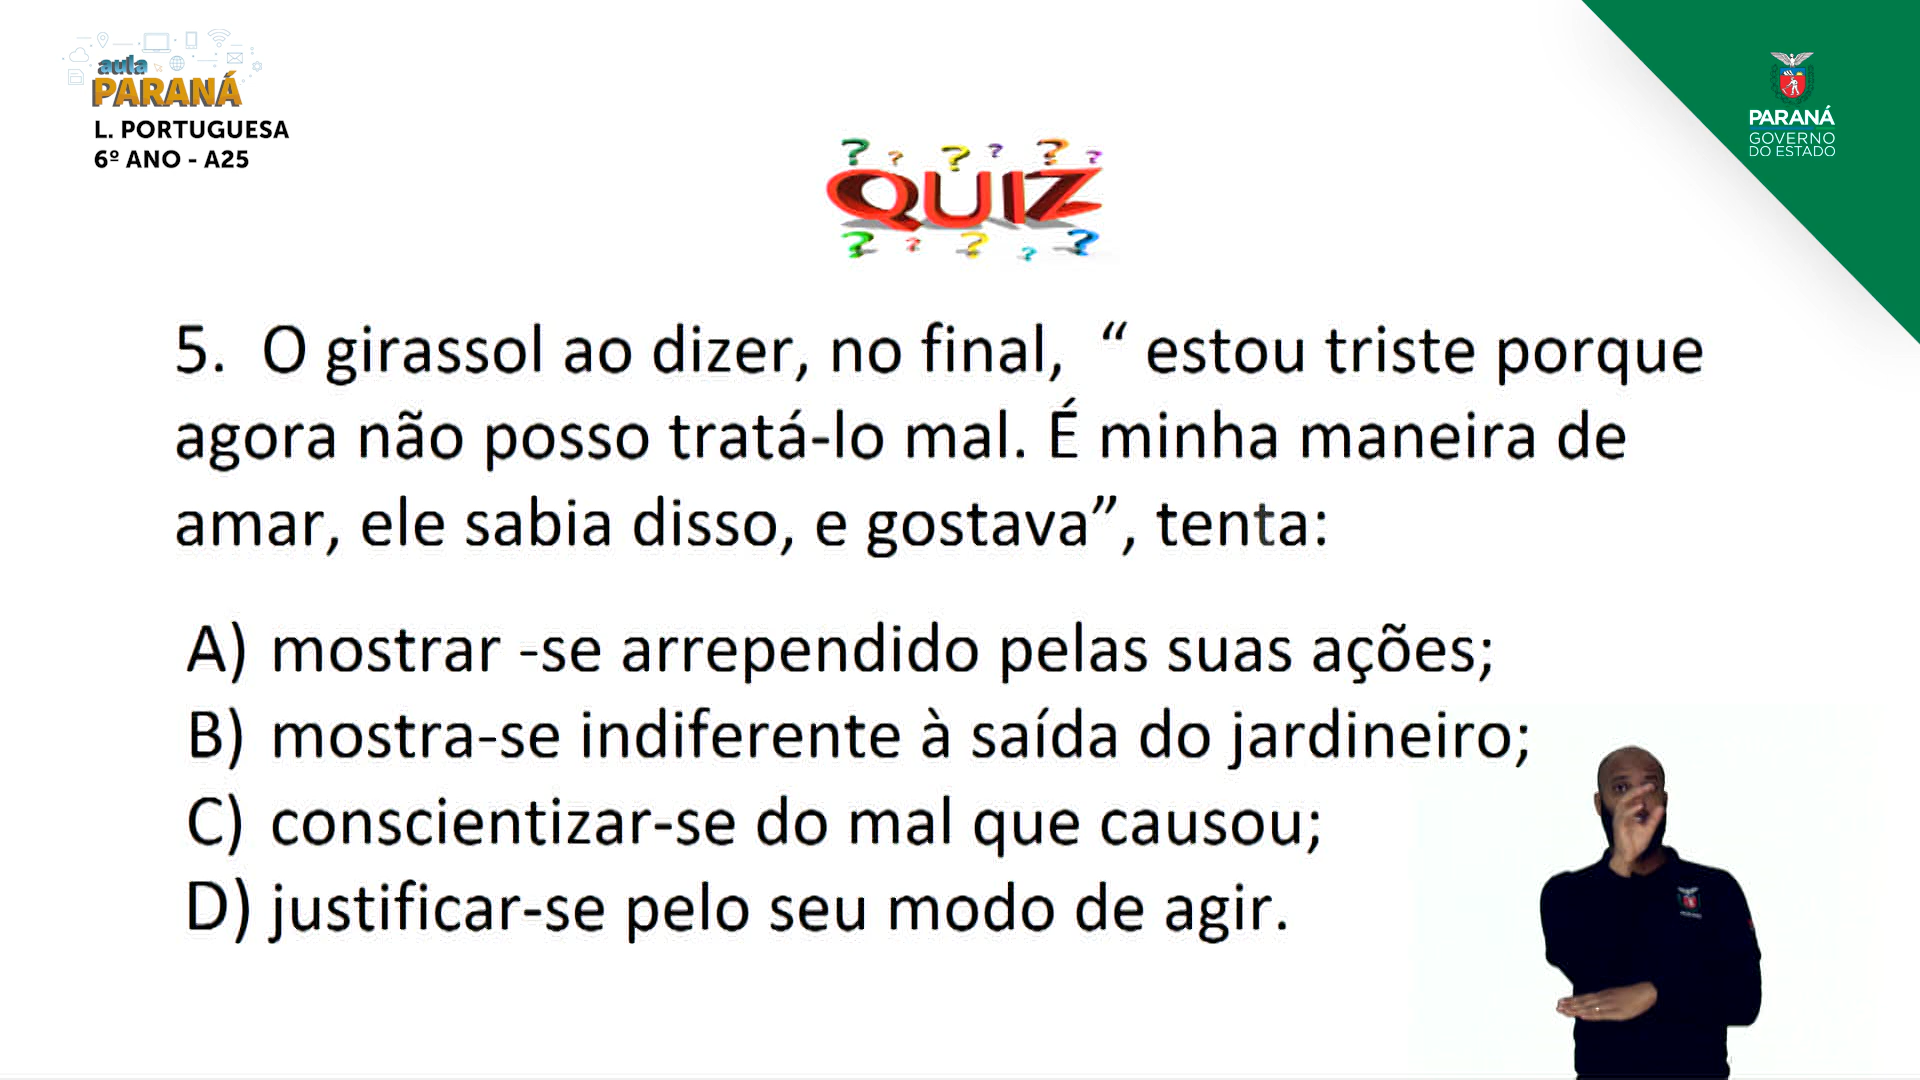 aula
PARANÁ
L. PORTUGUESA
6º ANO - A25
PARANÁ
GOVERNO
DO ESTADO
? ? ? ? ? ?
QUIZ
? ? ? ? ?
5. O girassol ao dizer, no final, “ estou triste porque
agora não posso tratá-lo mal. É minha maneira de
amar, ele sabia disso, e gostava”, tenta:
A) mostrar -se arrependido pelas suas ações;
B) mostra-se indiferente à saída do jardineiro;
C) conscientizar-se do mal que causou;
D) justificar-se pelo seu modo de agir.